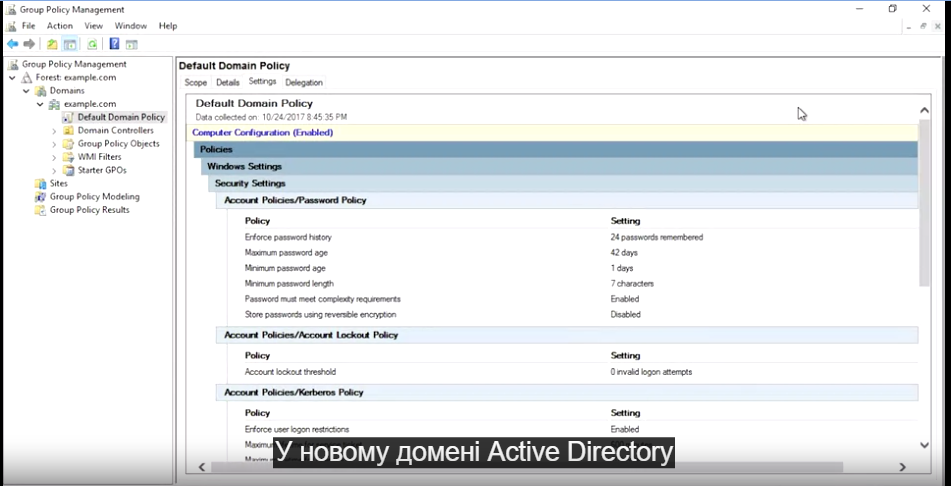 Group Policy Management
File Action View Window Help
Group Policy Management
Forest: example.com
Domains
example.com
Default Domain Policy
Domain Controllers
Group Policy Objects
WMI Filters
Starter GPOs
Sites
Group Policy Modeling
Group Policy Results
Default Domain Policy
Scope Details Settings Delegation
Default Domain Policy
Data collected on: 10/24/2017 8:45:35 PM
Computer Configuration (Enabled)
Policies
Windows Settings
Security Settings
Account Policies/Password Policy
Policy Setting
Enforce password history 24 passwords remembered
Maximum password age 42 days
Minimum password age 1 days
Minimum password length 7 characters
Password must meet complexity requirements Enabled
Store passwords using reversible encryption Disabled
Account Policies/Account Lockout Policy
Policy Setting
Account lockout threshold 0 invalid logon attempts
Account Policies/Kerberos Policy
Policy Setting
Enforce user logon restrictions Enabled
У новому домені Active Directory